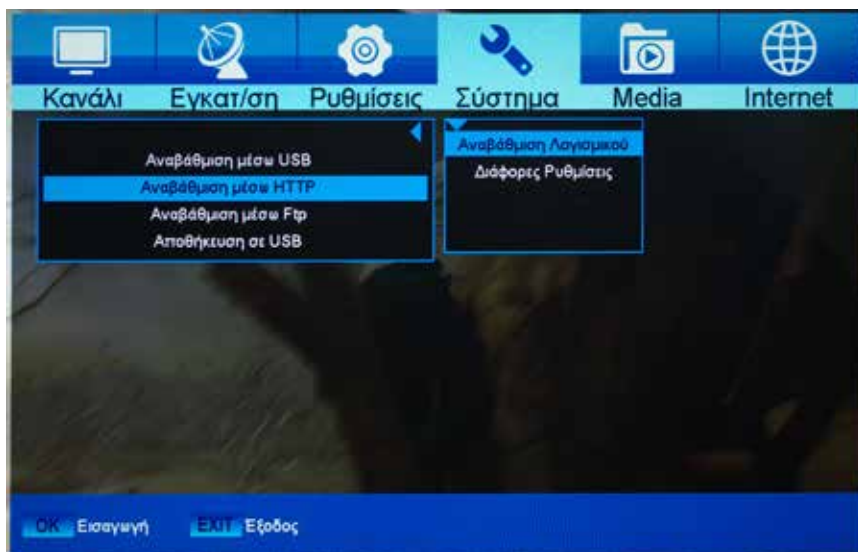 Κανάλι Εγκατ/ση Ρυθμίσεις Σύστημα Media Internet
Αναβάθμιση μέσω USB
Αναβάθμιση μέσω HTTP
Αναβάθμιση μέσω Ftp
Αποθήκευση σε USB
Αναβάθμιση Λογισμικού
Διάφορες Ρυθμίσεις
OK Εισαγωγή EXIT Έξοδος